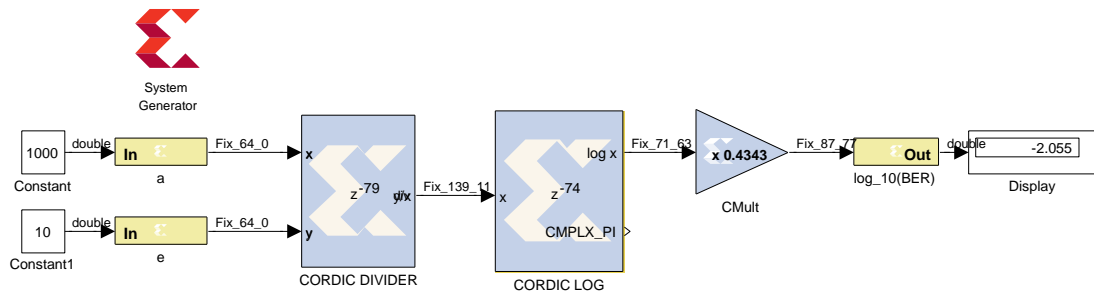 System
Generator
1000
double
In
Fix_64_0
Constant
a
x
z-79
y/x
Fix_139_11
x
z-74
log x
Fix_71_63
x 0.4343
Fix_87_77
Out
double
-2.055
log_10(BER)
Display
CMult
10
double
In
Fix_64_0
y
CMPLX_PI
Constant1
e
CORDIC DIVIDER
CORDIC LOG